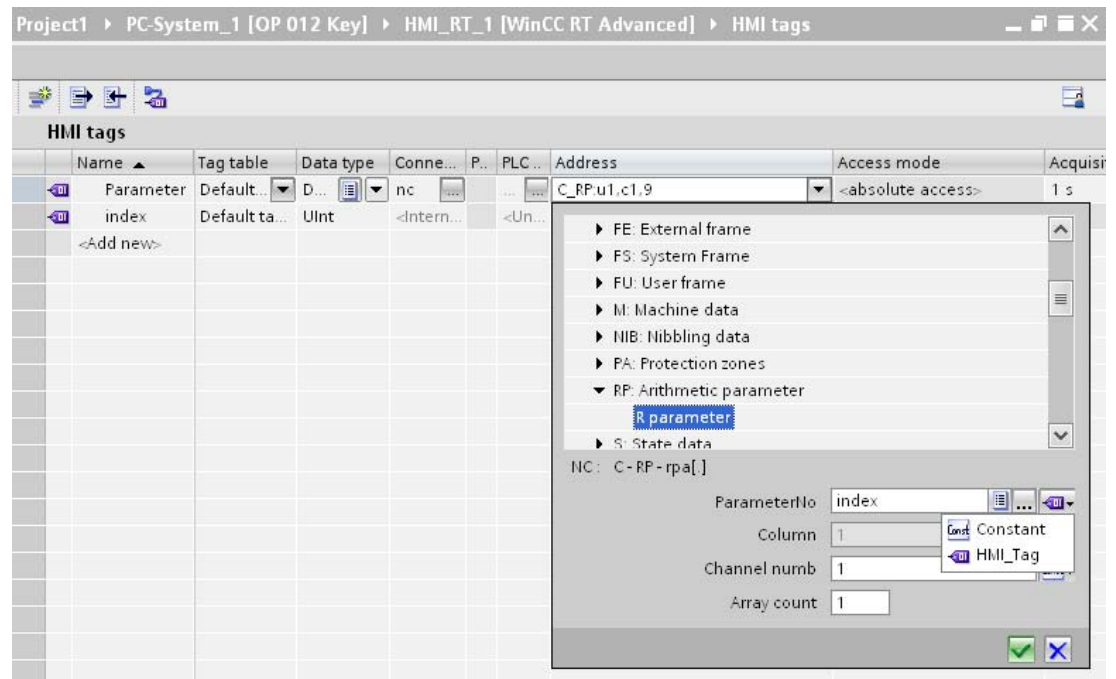 Project1 ▸ PC-System_1 [OP 012 Key] ▸ HMI_RT_1 [WinCC RT Advanced] ▸ HMI tags
HMI tags
Name Tag table Data type Conne... P.. PLC .. Address Access mode Acquisit
Parameter Default... D... nc ... ... ... C_RP:u1,c1,9 <absolute access> 1 s
index Default ta... UInt <Intern... <Un...
<Add new>
FE: External frame
FS: System Frame
FU: User frame
M: Machine data
NIB: Nibbling data
PA: Protection zones
RP: Arithmetic parameter
R parameter
S: State data
NC : C - RP - rpa[.]
ParameterNo index ...
Const Constant
Column 1
HMI_Tag
Channel numb 1
Array count 1